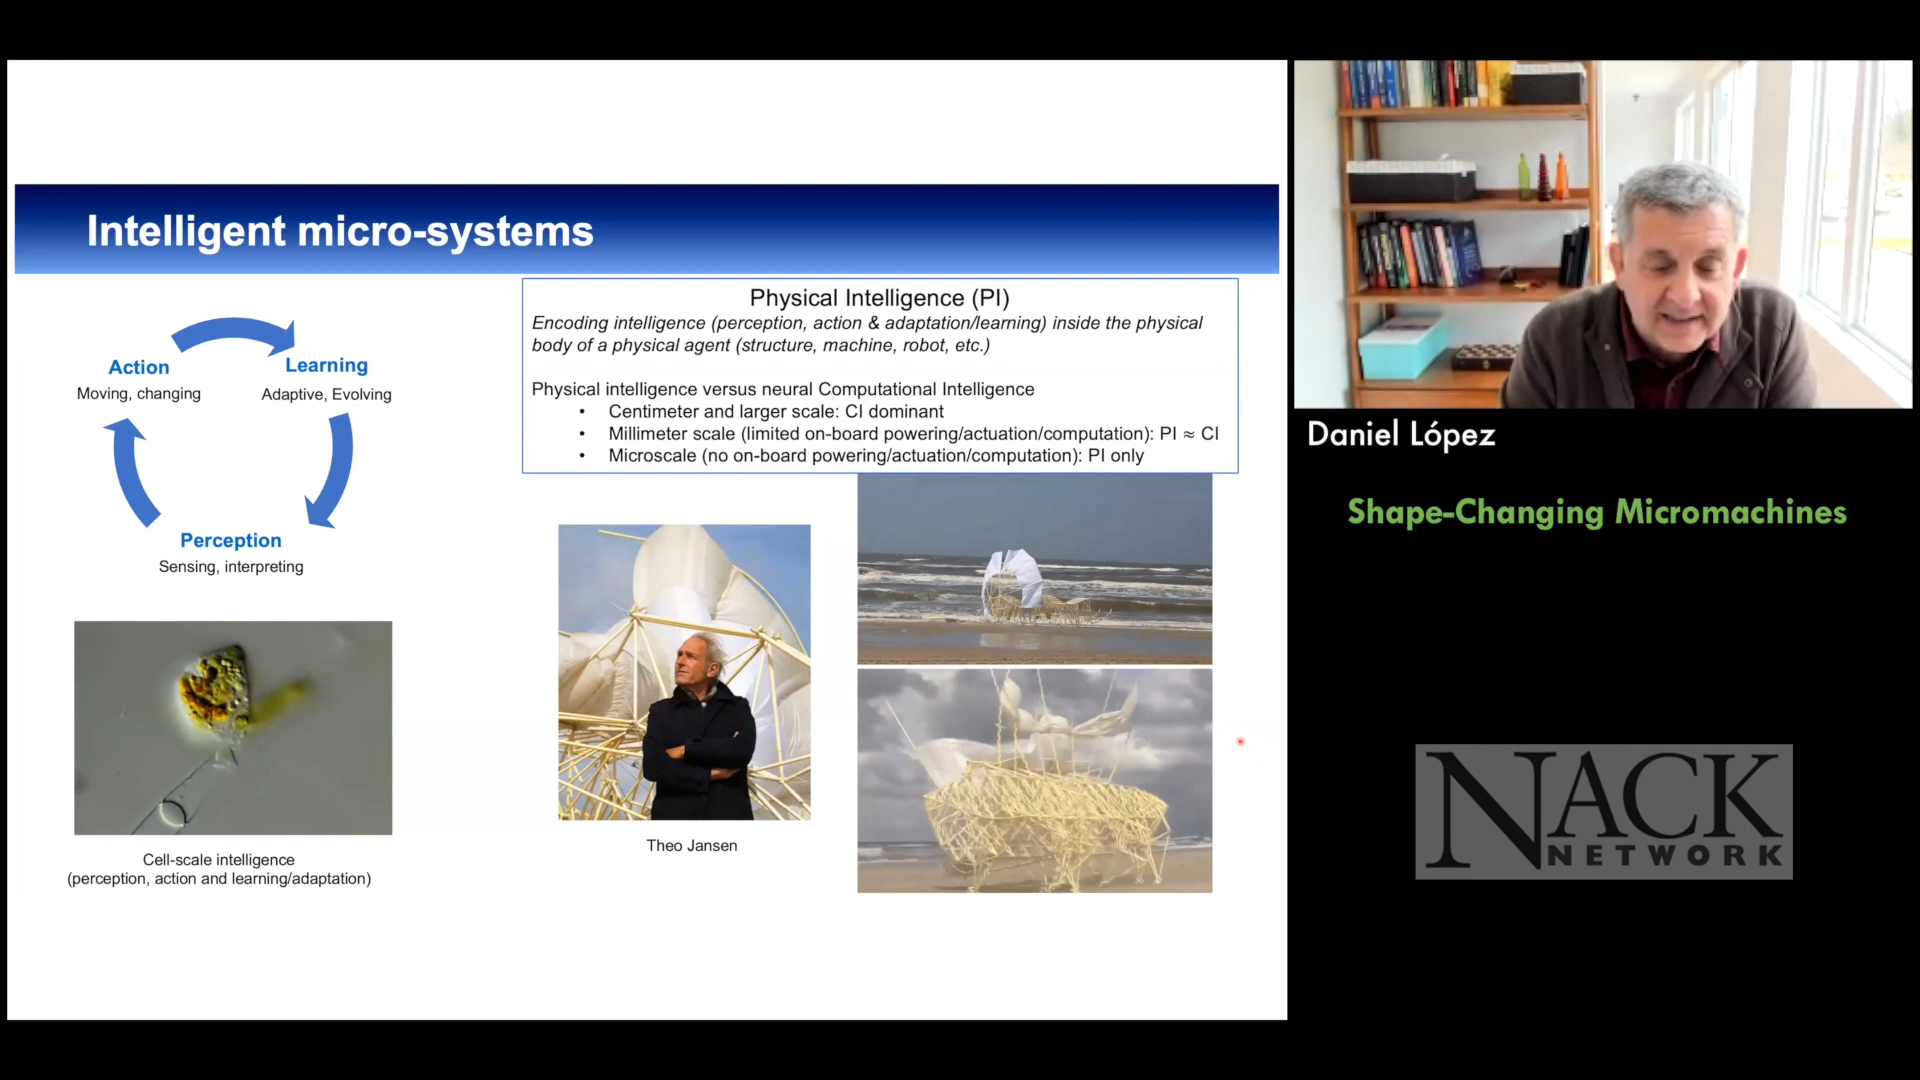 Intelligent micro-systems
Action
Moving, changing
Learning
Adaptive, Evolving
Perception
Sensing, interpreting
Cell-scale intelligence
(perception, action and learning/adaptation)
Physical Intelligence (PI)
Encoding intelligence (perception, action & adaptation/learning) inside the physical
body of a physical agent (structure, machine, robot, etc.)
Physical intelligence versus neural Computational Intelligence
• Centimeter and larger scale: CI dominant
• Millimeter scale (limited on-board powering/actuation/computation): PI ≈ CI
• Microscale (no on-board powering/actuation/computation): PI only
Theo Jansen
Daniel López
Shape-Changing Micromachines
NACK
NETWORK